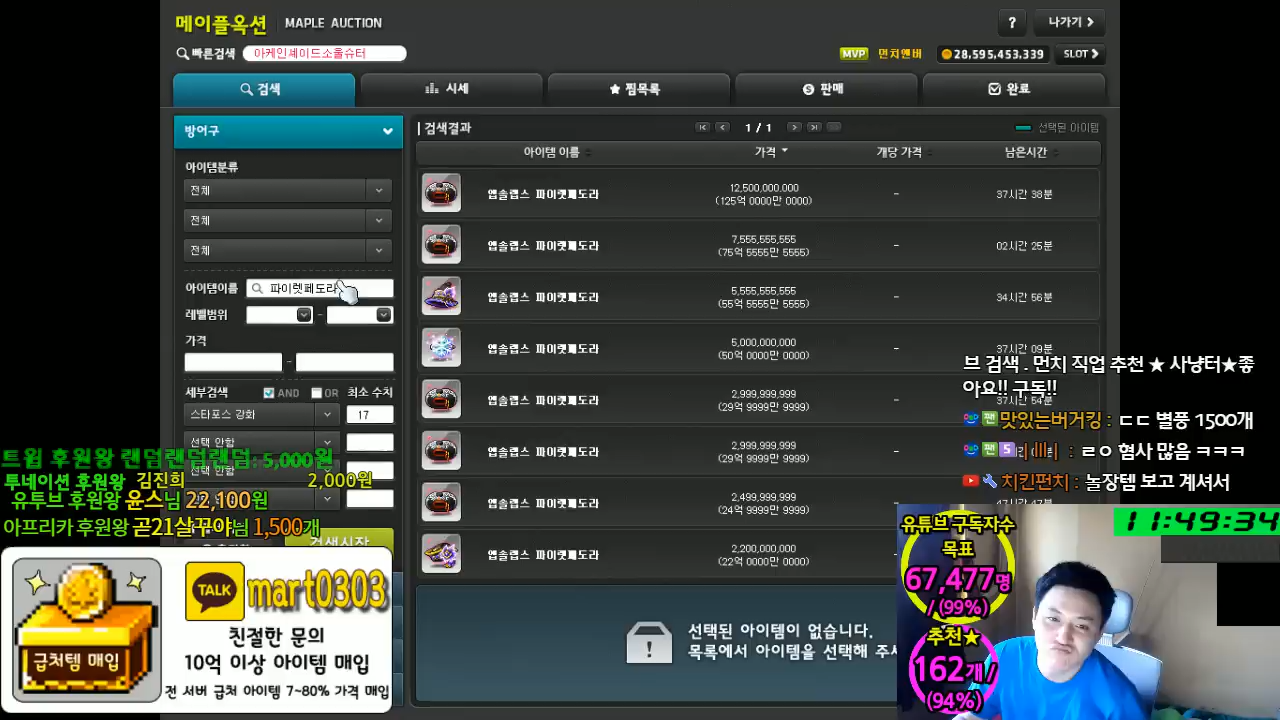 메이플옥션 MAPLE AUCTION
? 나가기
빠른검색 아케인셰이드소울슈터
MVP 먼치앤버 28,595,453,339 SLOT
검색 시세 찜목록 판매 완료
방어구
아이템분류
전체
전체
전체
아이템이름 파이렛페도라
레벨범위 -
가격
-
세부검색 AND OR 최소 수치
스타포스 강화 17
선택 안함
선택 안함
검색결과 1 / 1 선택된 아이템
아이템 이름 가격 개당 가격 남은시간
앱솔랩스 파이렛페도라 12,500,000,000 - 37시간 38분
(125억 0000만 0000)
앱솔랩스 파이렛페도라 7,555,555,555 - 02시간 25분
(75억 5555만 5555)
앱솔랩스 파이렛페도라 5,555,555,555 - 34시간 56분
(55억 5555만 5555)
앱솔랩스 파이렛페도라 5,000,000,000 - 37시간 09분
(50억 0000만 0000)
앱솔랩스 파이렛페도라 2,999,999,999 -
(29억 9999만 9999)
앱솔랩스 파이렛페도라 2,999,999,999 -
(29억 9999만 9999)
앱솔랩스 파이렛페도라 2,499,999,999 -
(24억 9999만 9999)
앱솔랩스 파이렛페도라 2,200,000,000
(22억 0000만 0000)
선택된 아이템이 없습니다.
목록에서 아이템을 선택해 주세
브 검색 . 먼치 직업 추천 ★ 사냥터★좋
아요!! 구독!!
팬 맛있는버거킹 : ㄷㄷ 별풍 1500개
팬 5 : ㄹㅇ 혐사 많음 ㅋㅋㅋ
치킨펀치 : 놀장템 보고 계셔서
트윕 후원왕 랜덤랜덤랜덤: 5,000원
투네이션 후원왕 김진희 2,000원
유튜브 후원왕 윤스님 22,100원
아프리카 후원왕 곧21살꾸야님 1,500개
급처템 매입
TALK mart0303
친절한 문의
10억 이상 아이템 매입
전 서버 급처 아이템 7~80% 가격 매입
유튜브 구독자수
목표
67,477명
/ (99%)
추천★
162개/
(94%)
11:49:34